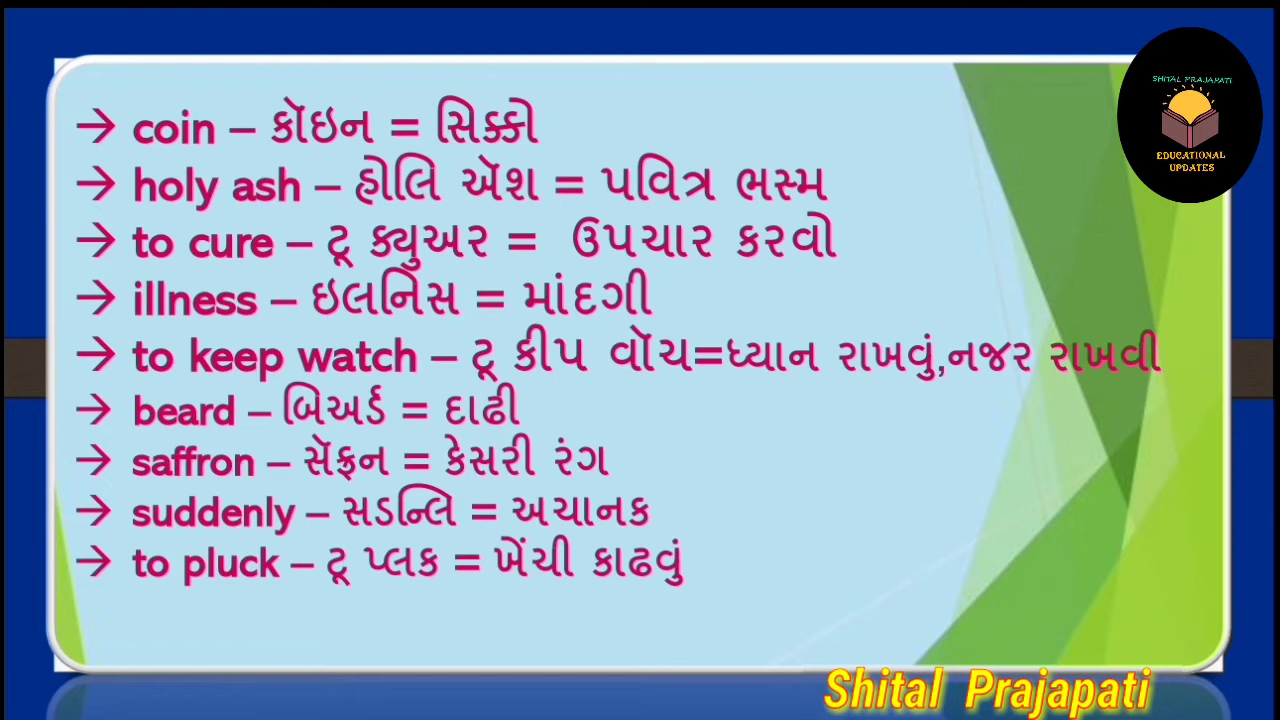 SHITAL PRAJAPATI
EDUCATIONAL
UPDATES
→ coin – કૉઇન = સિક્કો
→ holy ash – હોલિ ઍશ = પવિત્ર ભસ્મ
→ to cure – ટૂ ક્યુઅર = ઉપચાર કરવો
→ illness – ઇલનિસ = માંદગી
→ to keep watch – ટૂ કીપ વૉચ=ધ્યાન રાખવું,નજર રાખવી
→ beard – બિઅર્ડ = દાઢી
→ saffron – સૅફ્રન = કેસરી રંગ
→ suddenly – સડન્લિ = અચાનક
→ to pluck – ટૂ પ્લક = ખેંચી કાઢવું
Shital Prajapati